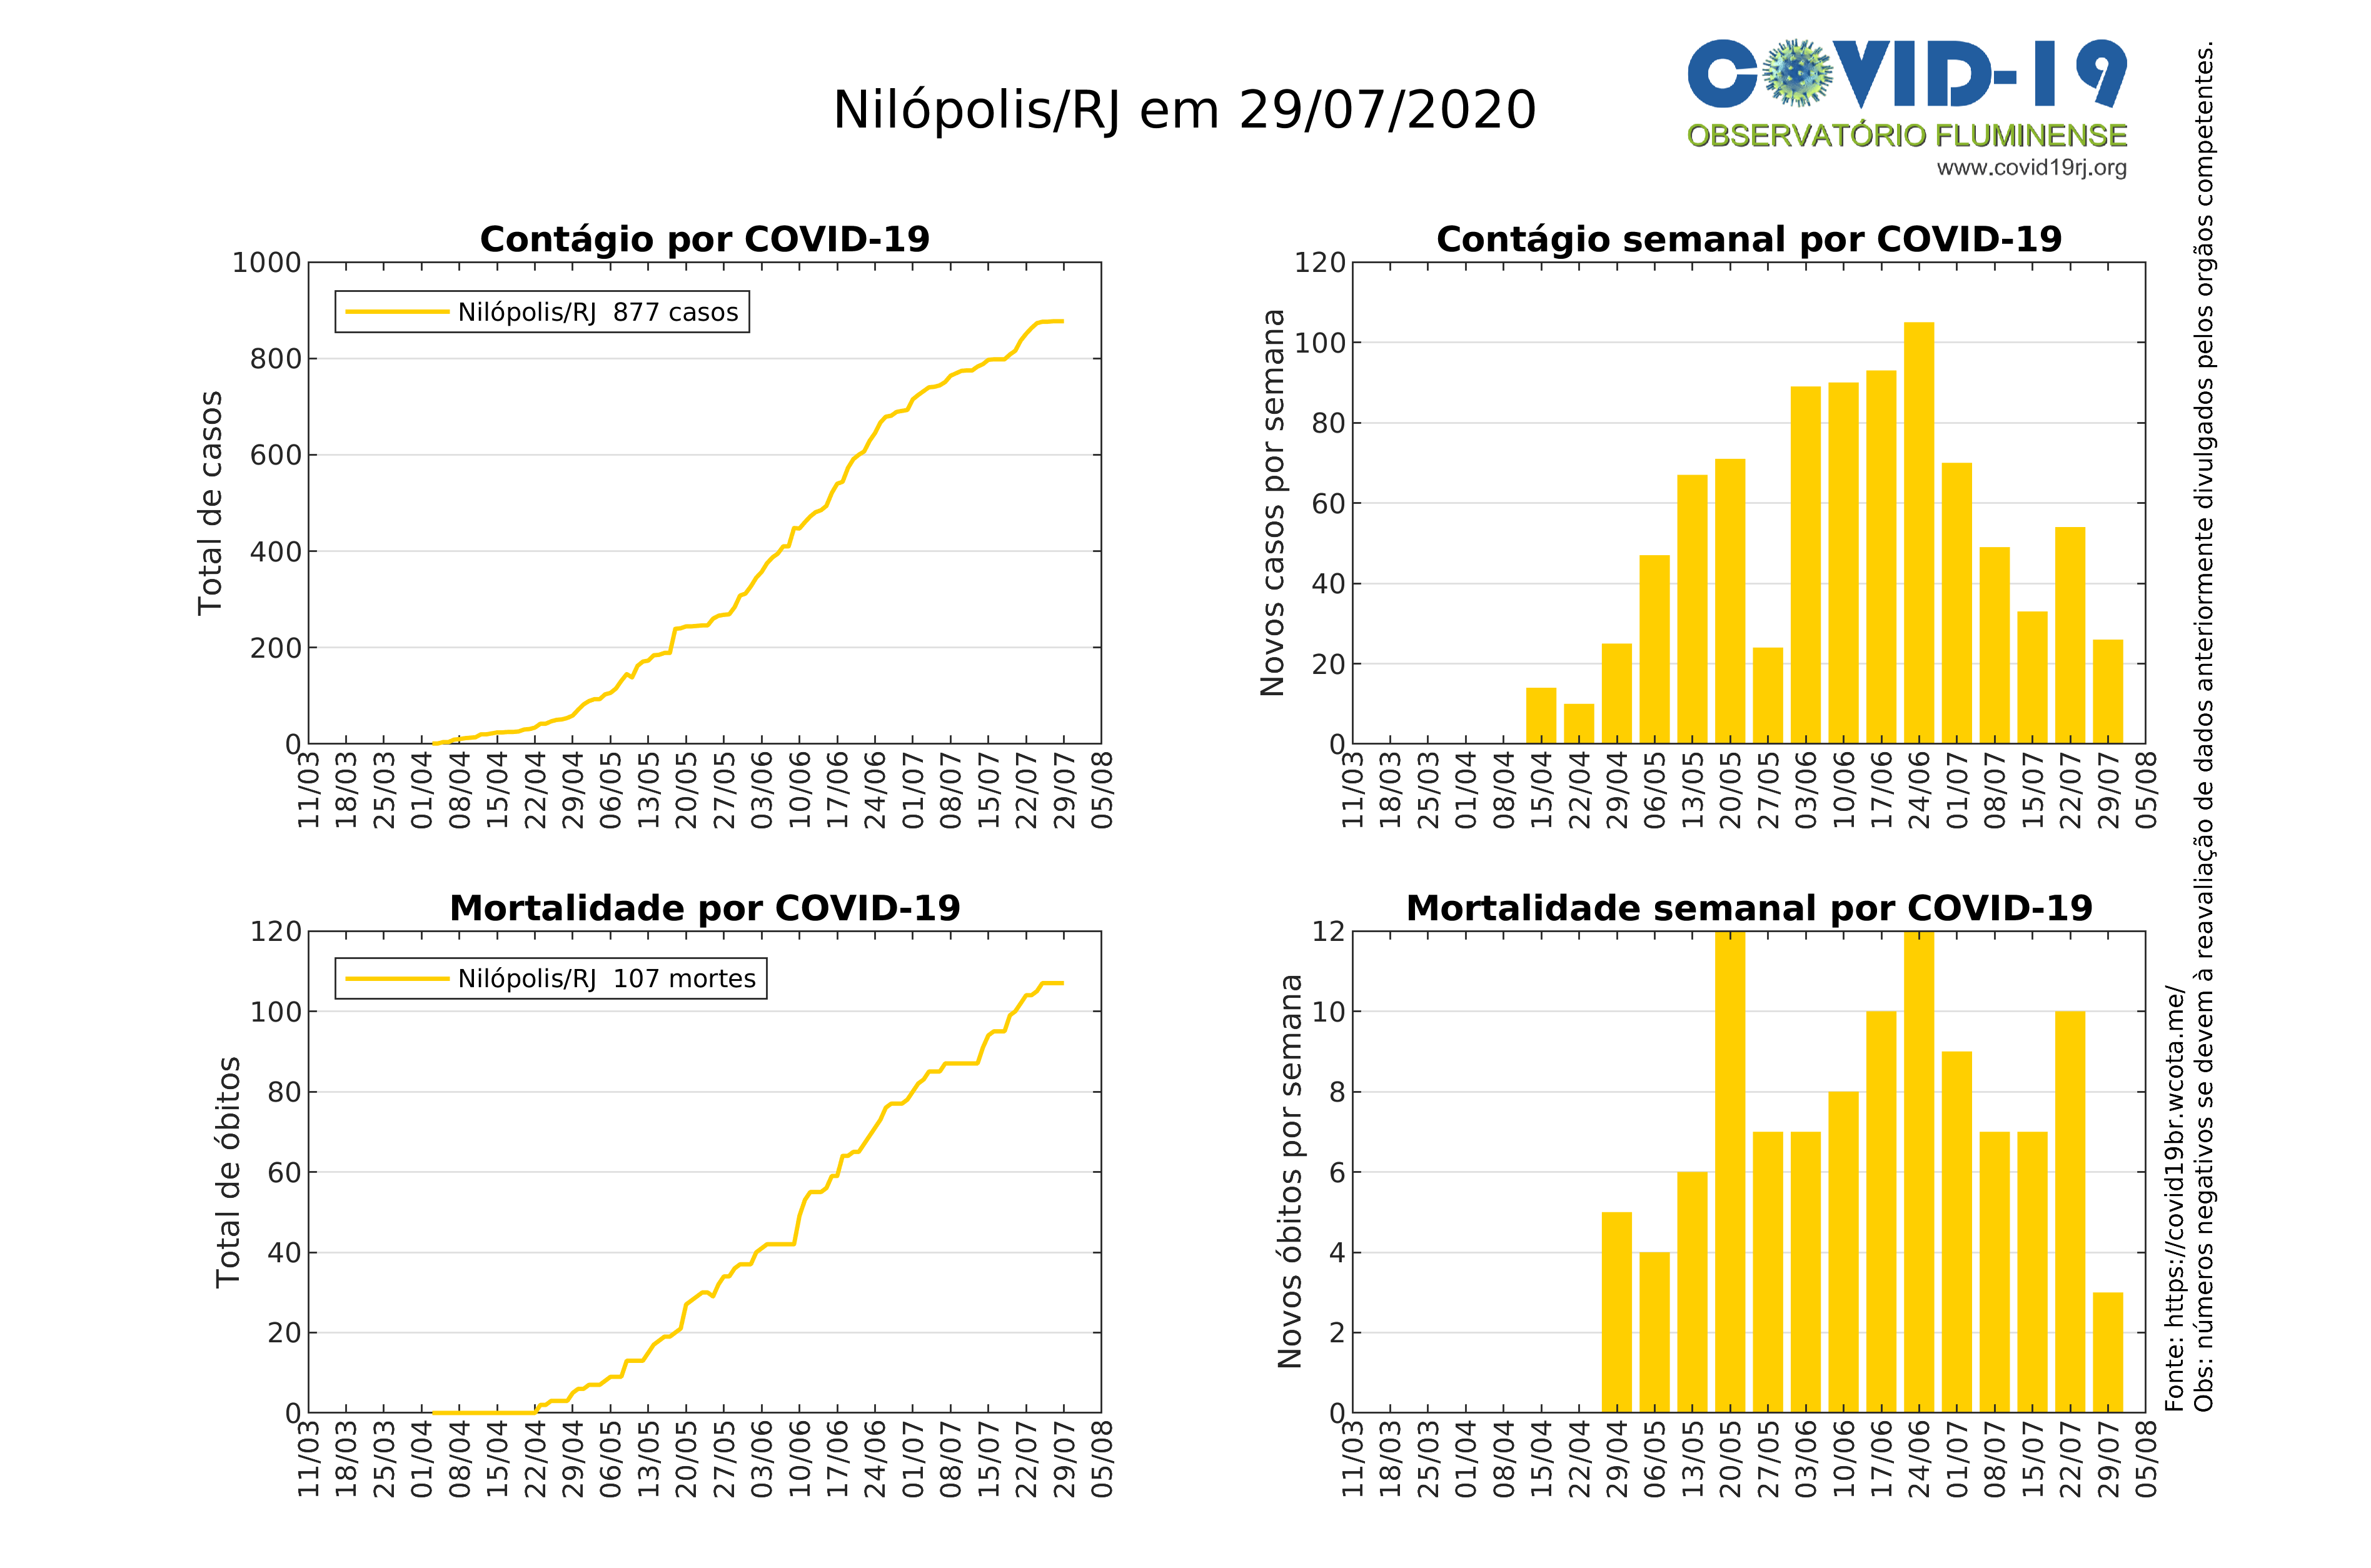 Nilópolis/RJ em 29/07/2020
COVID-19
OBSERVATÓRIO FLUMINENSE
www.covid19rj.org
Contágio por COVID-19
Total de casos
1000
800
600
400
200
0
Nilópolis/RJ 877 casos
11/03 18/03 25/03 01/04 08/04 15/04 22/04 29/04 06/05 13/05 20/05 27/05 03/06 10/06 17/06 24/06 01/07 08/07 15/07 22/07 29/07 05/08
Contágio semanal por COVID-19
Novos casos por semana
120
100
80
60
40
20
0
11/03 18/03 25/03 01/04 08/04 15/04 22/04 29/04 06/05 13/05 20/05 27/05 03/06 10/06 17/06 24/06 01/07 08/07 15/07 22/07 29/07 05/08
Mortalidade por COVID-19
Total de óbitos
120
100
80
60
40
20
0
Nilópolis/RJ 107 mortes
11/03 18/03 25/03 01/04 08/04 15/04 22/04 29/04 06/05 13/05 20/05 27/05 03/06 10/06 17/06 24/06 01/07 08/07 15/07 22/07 29/07 05/08
Mortalidade semanal por COVID-19
Novos óbitos por semana
12
10
8
6
4
2
0
11/03 18/03 25/03 01/04 08/04 15/04 22/04 29/04 06/05 13/05 20/05 27/05 03/06 10/06 17/06 24/06 01/07 08/07 15/07 22/07 29/07 05/08
Fonte: https://covid19br.wcota.me/
Obs: números negativos se devem à reavaliação de dados anteriormente divulgados pelos orgãos competentes.